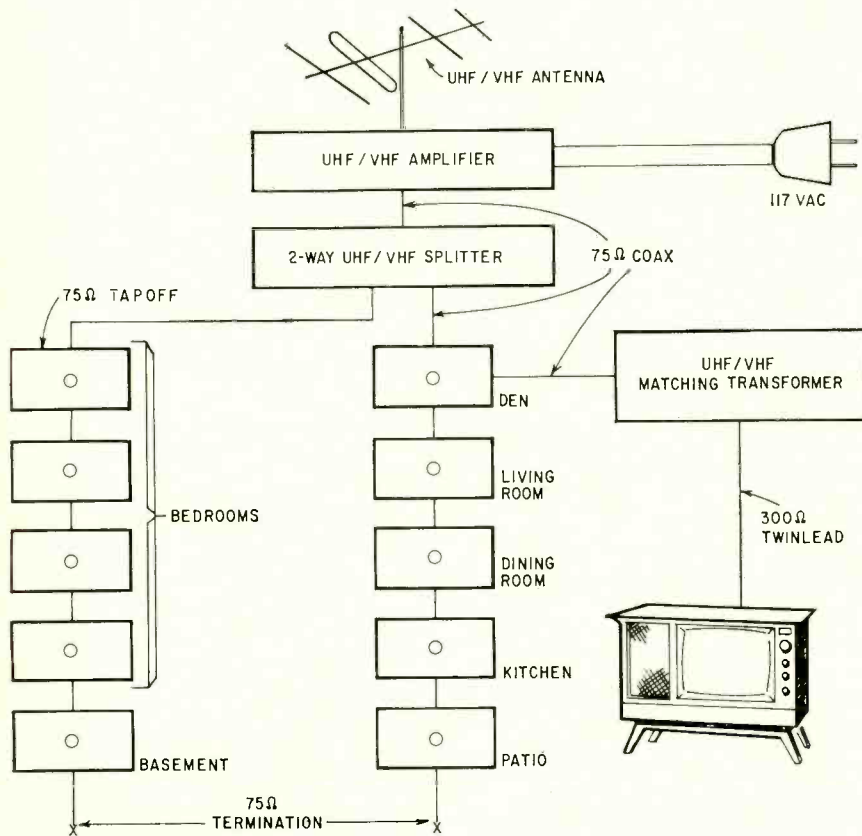 UHF/VHF ANTENNA
UHF/VHF AMPLIFIER
117 VAC
2-WAY UHF/VHF SPLITTER
75Ω COAX
75Ω TAPOFF
UHF/VHF
MATCHING TRANSFORMER
DEN
LIVING
ROOM
BEDROOMS
300Ω
TWINLEAD
DINING
ROOM
KITCHEN
BASEMENT
PATIO
75Ω
TERMINATION
X
X